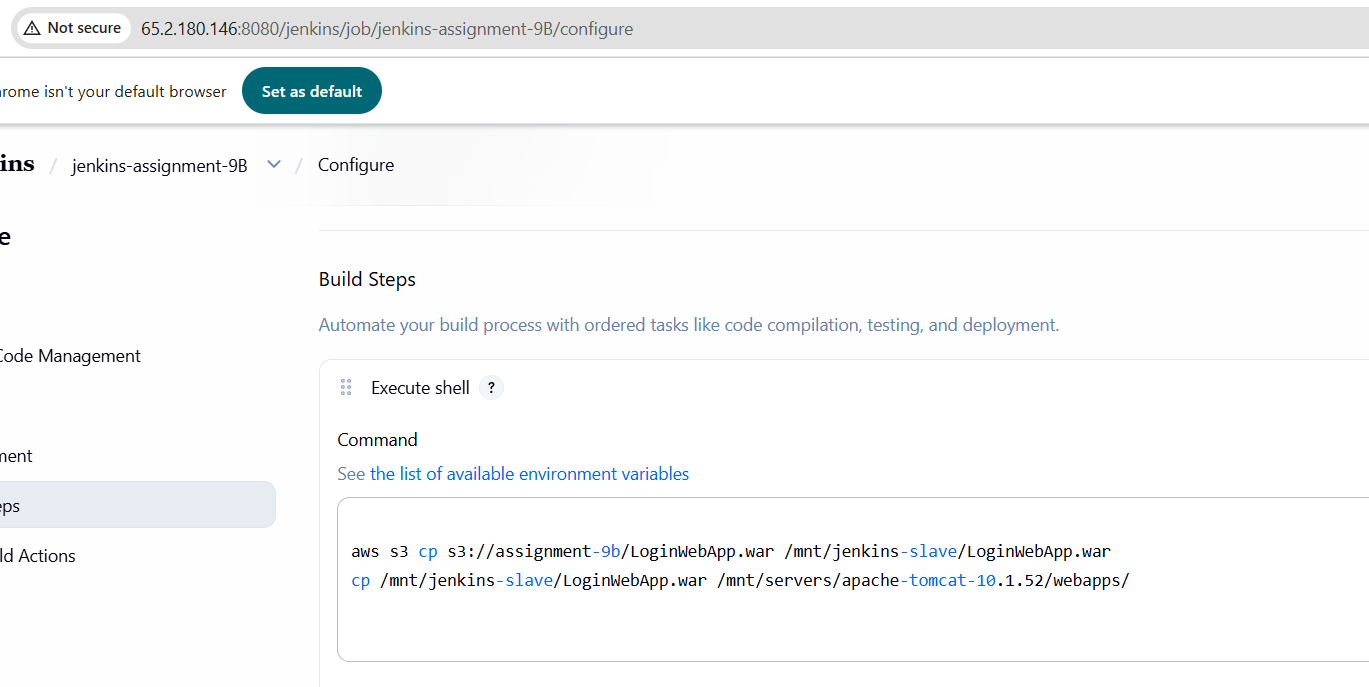 Not secure 65.2.180.146:8080/jenkins/job/jenkins-assignment-9B/configure
rome isn't your default browser Set as default
ins / jenkins-assignment-9B / Configure
e
Build Steps
Automate your build process with ordered tasks like code compilation, testing, and deployment.
Code Management
Execute shell ?
Command
ment
See the list of available environment variables
eps
aws s3 cp s3://assignment-9b/LoginWebApp.war /mnt/jenkins-slave/LoginWebApp.war
ld Actions
cp /mnt/jenkins-slave/LoginWebApp.war /mnt/servers/apache-tomcat-10.1.52/webapps/